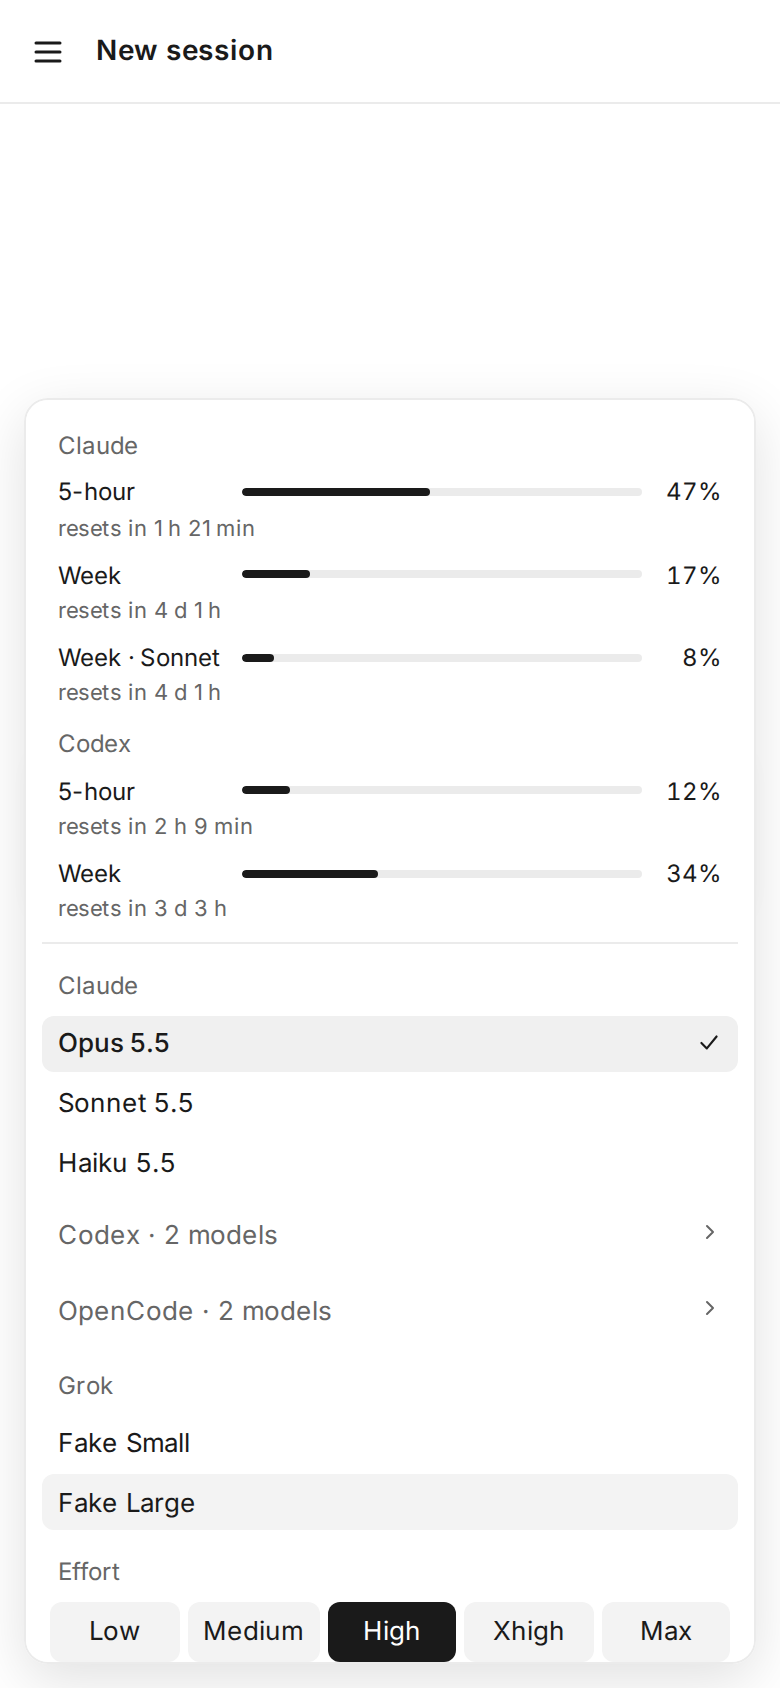 New session
Claude
5-hour 47%
resets in 1 h 21 min
Week 17%
resets in 4 d 1 h
Week · Sonnet 8%
resets in 4 d 1 h
Codex
5-hour 12%
resets in 2 h 9 min
Week 34%
resets in 3 d 3 h
Claude
Opus 5.5
Sonnet 5.5
Haiku 5.5
Codex · 2 models
OpenCode · 2 models
Grok
Fake Small
Fake Large
Effort
Low Medium High Xhigh Max